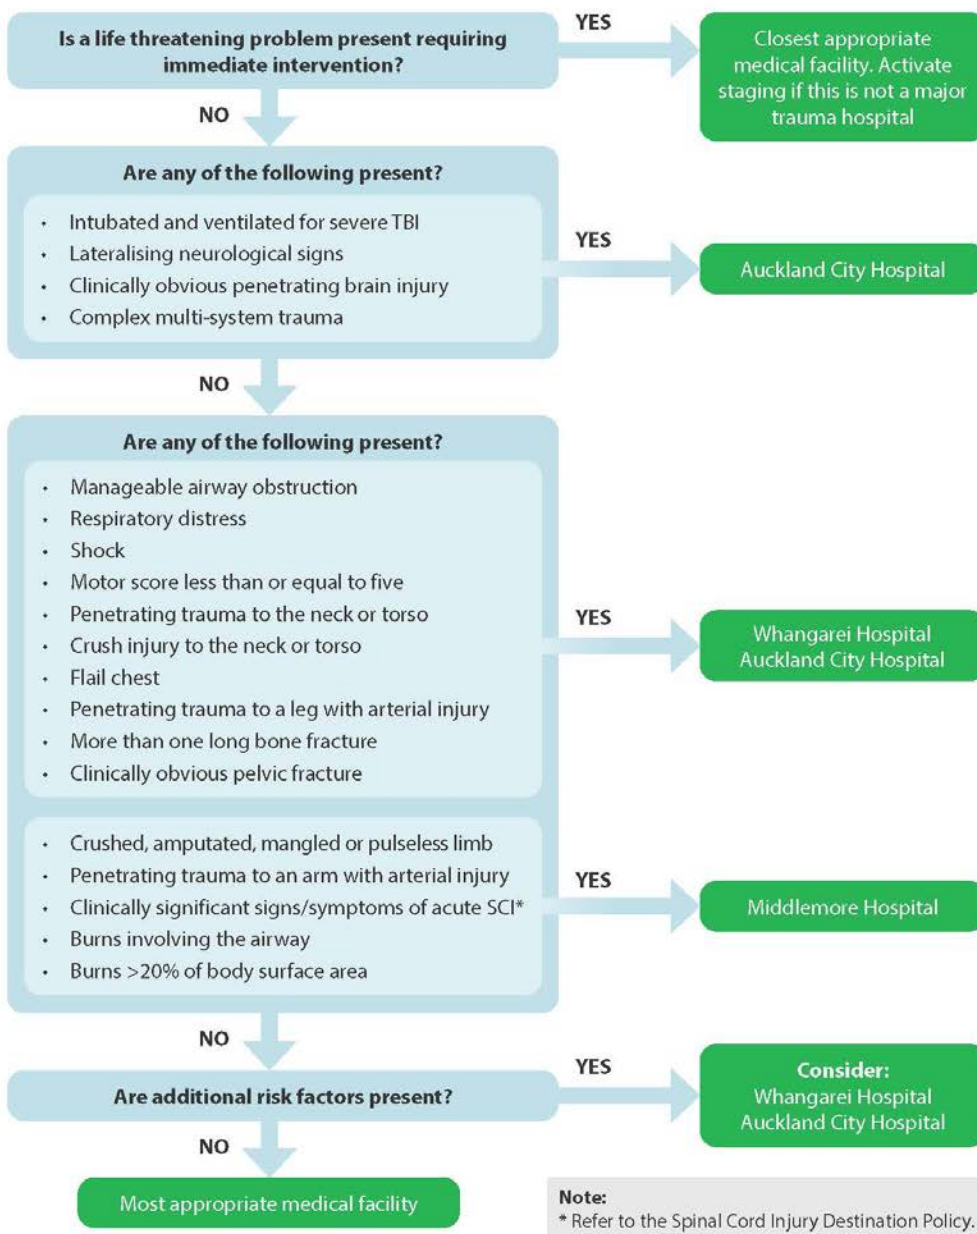 Is a life threatening problem present requiring
immediate intervention?
YES
Closest appropriate
medical facility. Activate
staging if this is not a major
trauma hospital
NO
Are any of the following present?
• Intubated and ventilated for severe TBI
• Lateralising neurological signs
• Clinically obvious penetrating brain injury
• Complex multi-system trauma
YES
Auckland City Hospital
NO
Are any of the following present?
• Manageable airway obstruction
• Respiratory distress
• Shock
• Motor score less than or equal to five
• Penetrating trauma to the neck or torso
• Crush injury to the neck or torso
• Flail chest
• Penetrating trauma to a leg with arterial injury
• More than one long bone fracture
• Clinically obvious pelvic fracture
YES
Whangarei Hospital
Auckland City Hospital
• Crushed, amputated, mangled or pulseless limb
• Penetrating trauma to an arm with arterial injury
• Clinically significant signs/symptoms of acute SCI*
• Burns involving the airway
• Burns >20% of body surface area
YES
Middlemore Hospital
NO
Are additional risk factors present?
YES
Consider:
Whangarei Hospital
Auckland City Hospital
NO
Most appropriate medical facility
Note:
* Refer to the Spinal Cord Injury Destination Policy.